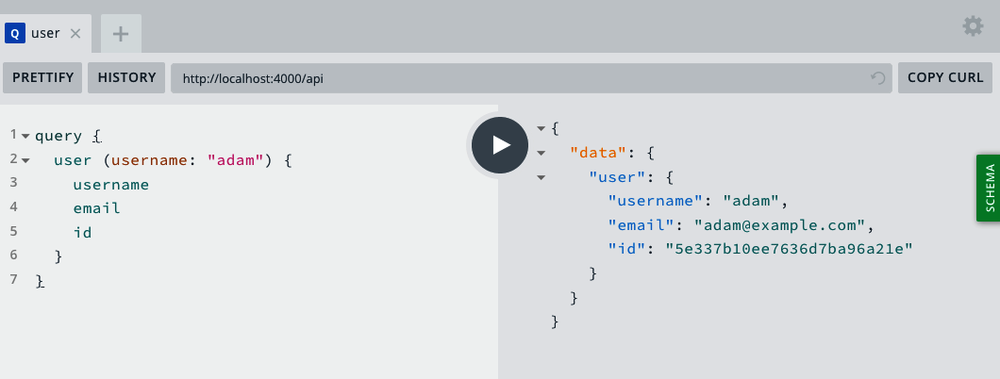 Q user
PRETTIFY HISTORY http://localhost:4000/api COPY CURL
1 query {
2 user (username: "adam") {
3 username
4 email
5 id
6 }
7 }
{
"data": {
"user": {
"username": "adam",
"email": "adam@example.com",
"id": "5e337b10ee7636d7ba96a21e"
}
}
}
SCHEMA